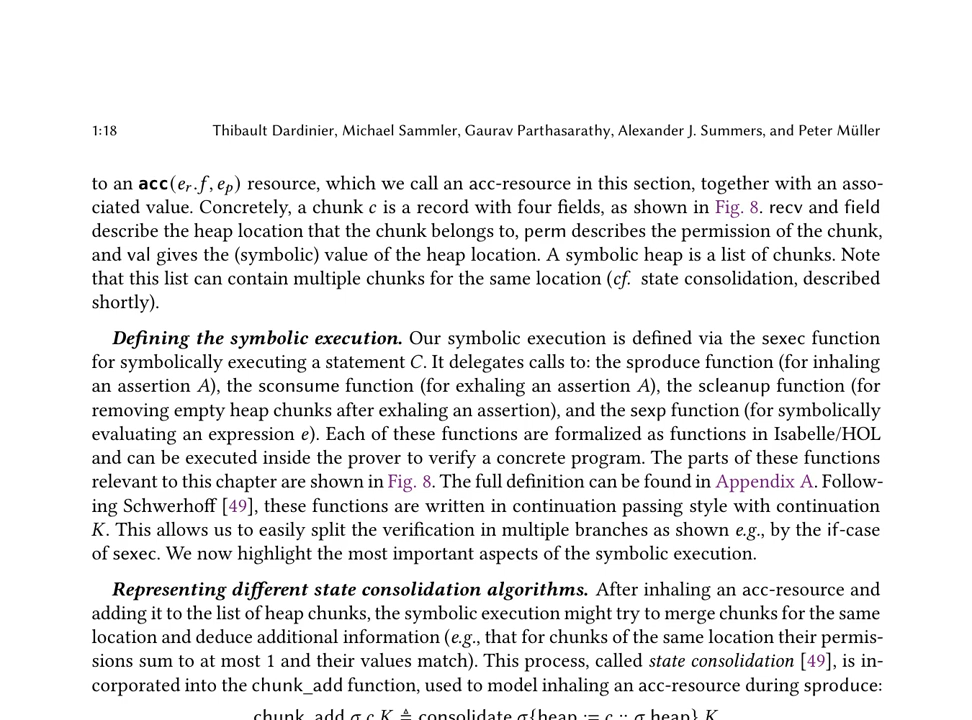 1:18 Thibault Dardinier, Michael Sammler, Gaurav Parthasarathy, Alexander J. Summers, and Peter Müller
to an acc(e_r.f, e_p) resource, which we call an acc-resource in this section, together with an asso-
ciated value. Concretely, a chunk c is a record with four fields, as shown in Fig. 8. recv and field
describe the heap location that the chunk belongs to, perm describes the permission of the chunk,
and val gives the (symbolic) value of the heap location. A symbolic heap is a list of chunks. Note
that this list can contain multiple chunks for the same location (cf. state consolidation, described
shortly).
Defining the symbolic execution. Our symbolic execution is defined via the sexec function
for symbolically executing a statement C. It delegates calls to: the sproduce function (for inhaling
an assertion A), the sconsume function (for exhaling an assertion A), the scleanup function (for
removing empty heap chunks after exhaling an assertion), and the sexp function (for symbolically
evaluating an expression e). Each of these functions are formalized as functions in Isabelle/HOL
and can be executed inside the prover to verify a concrete program. The parts of these functions
relevant to this chapter are shown in Fig. 8. The full definition can be found in Appendix A. Follow-
ing Schwerhoff [49], these functions are written in continuation passing style with continuation
K. This allows us to easily split the verification in multiple branches as shown e.g., by the if-case
of sexec. We now highlight the most important aspects of the symbolic execution.
Representing different state consolidation algorithms. After inhaling an acc-resource and
adding it to the list of heap chunks, the symbolic execution might try to merge chunks for the same
location and deduce additional information (e.g., that for chunks of the same location their permis-
sions sum to at most 1 and their values match). This process, called state consolidation [49], is in-
corporated into the chunk_add function, used to model inhaling an acc-resource during sproduce:
chunk_add σ c K ≜ consolidate σ{heap := c :: σ.heap} K